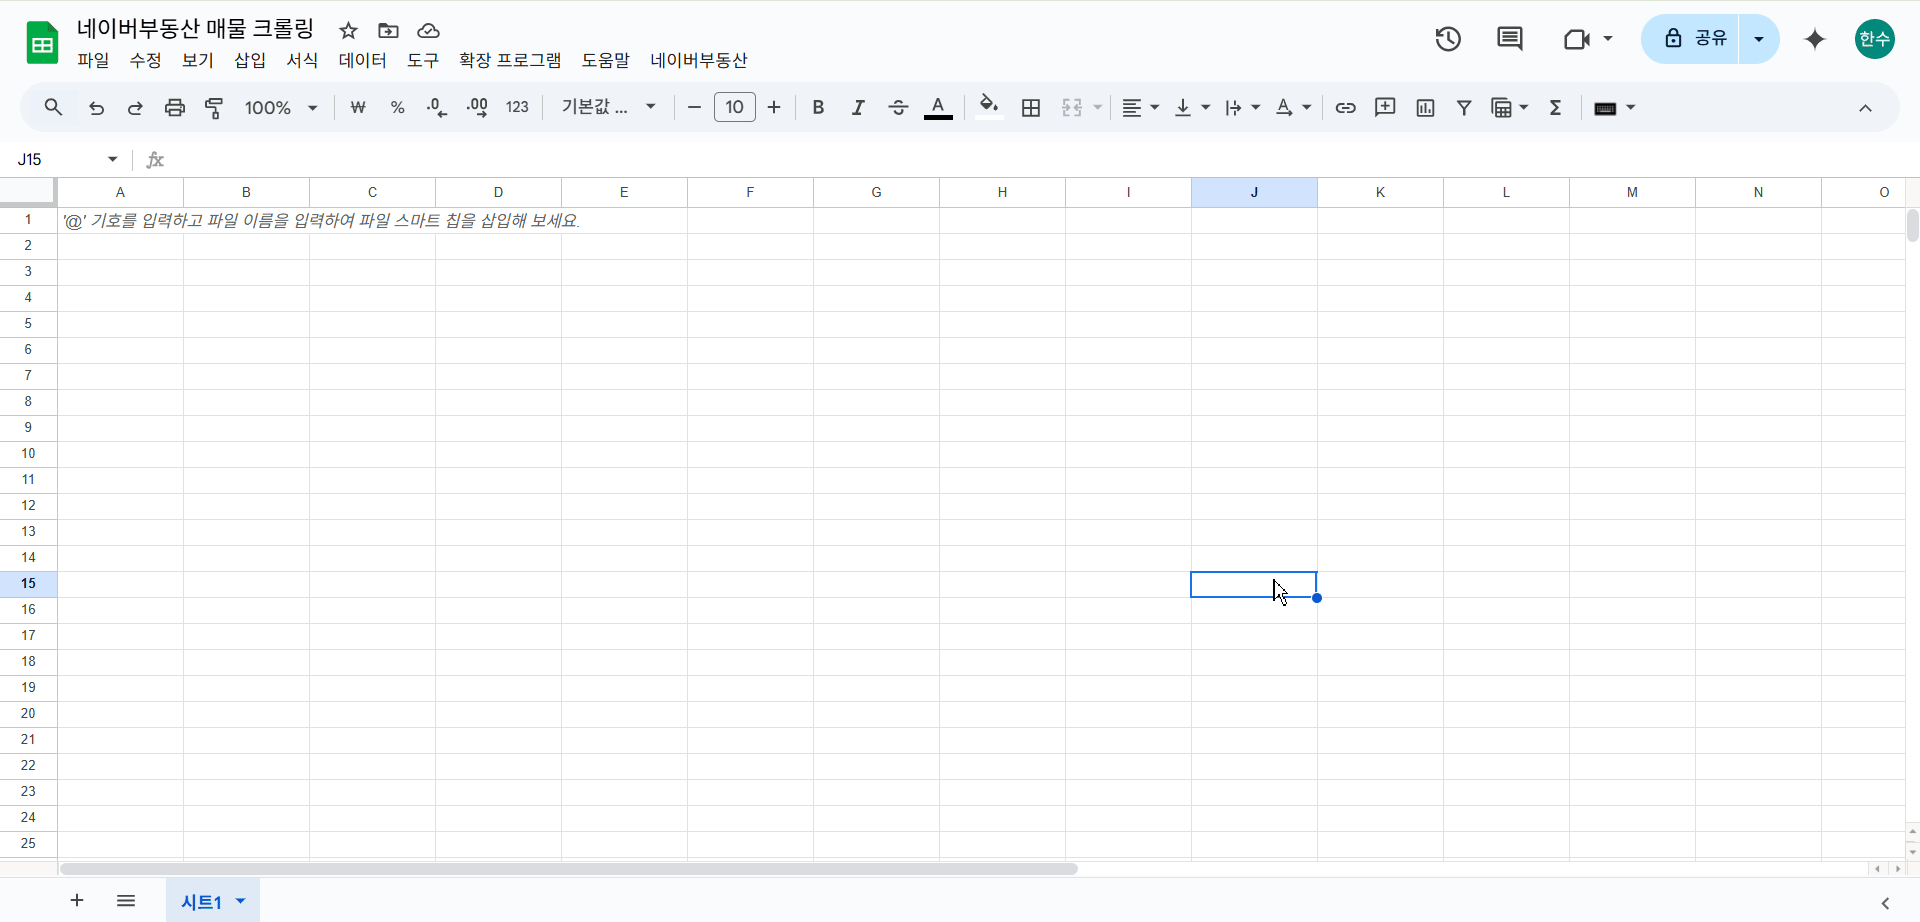 네이버부동산 매물 크롤링
파일 수정 보기 삽입 서식 데이터 도구 확장 프로그램 도움말 네이버부동산
공유
한수
100% ₩ % .0 .00 123 기본값 ... 10 B I A A Σ
J15 fx
A B C D E F G H I J K L M N O
1 '@' 기호를 입력하고 파일 이름을 입력하여 파일 스마트 칩을 삽입해 보세요.
2
3
4
5
6
7
8
9
10
11
12
13
14
15
16
17
18
19
20
21
22
23
24
25
시트1